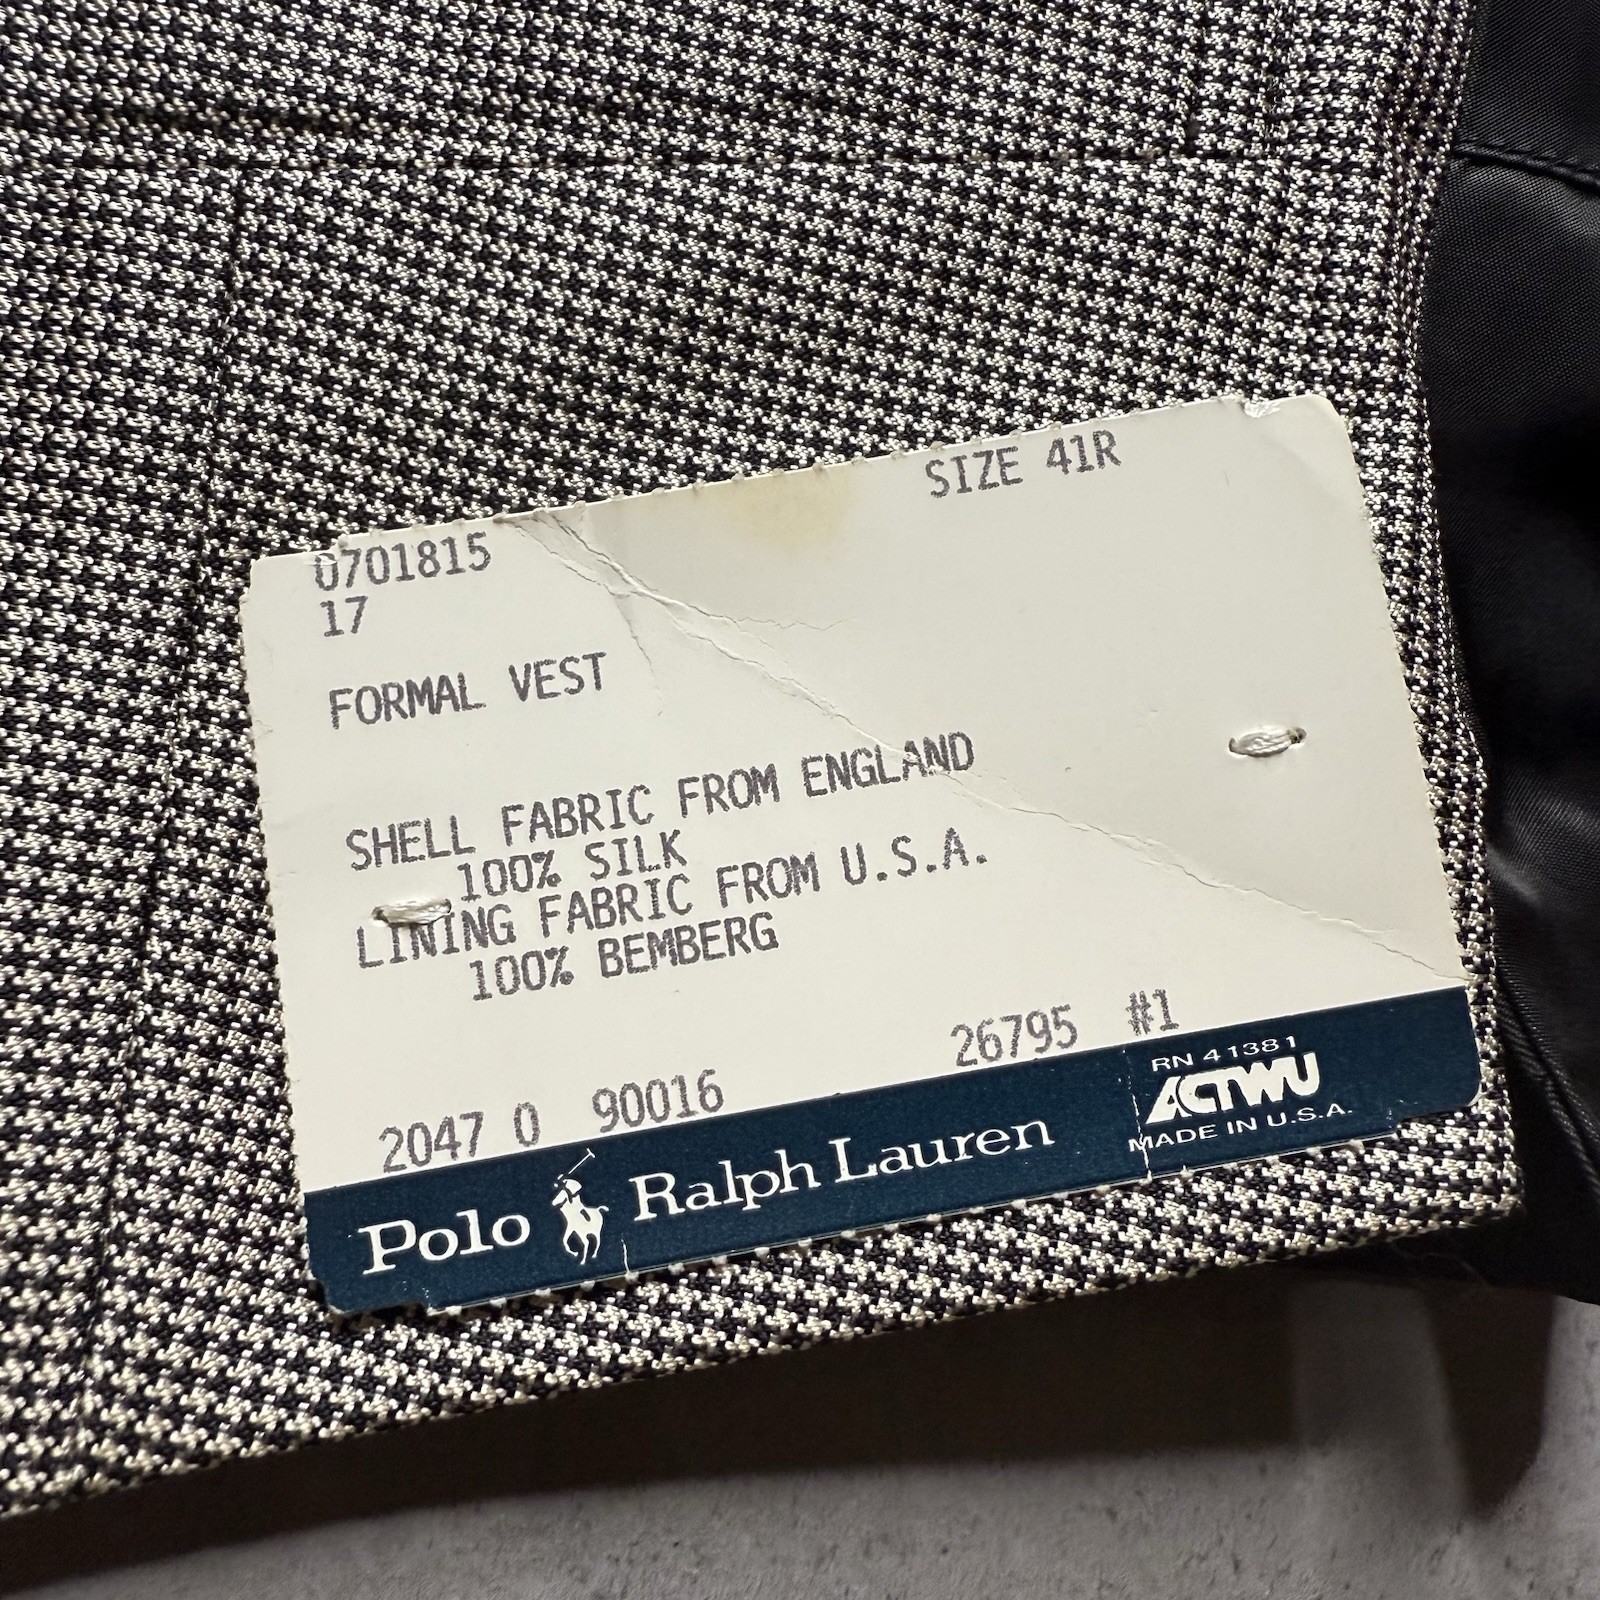 SIZE 41R
0701815
17
FORMAL VEST
SHELL FABRIC FROM ENGLAND
100% SILK
LINING FABRIC FROM U.S.A.
100% BEMBERG
2047 0 90016 26795 #1
Polo Ralph Lauren
RN 41381
ACTWU
MADE IN U.S.A.